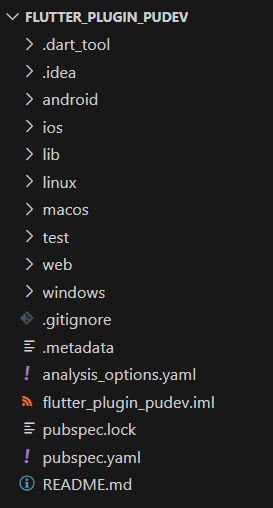 FLUTTER_PLUGIN_PUDEV
.dart_tool
.idea
android
ios
lib
linux
macos
test
web
windows
.gitignore
.metadata
analysis_options.yaml
flutter_plugin_pudev.iml
pubspec.lock
pubspec.yaml
README.md